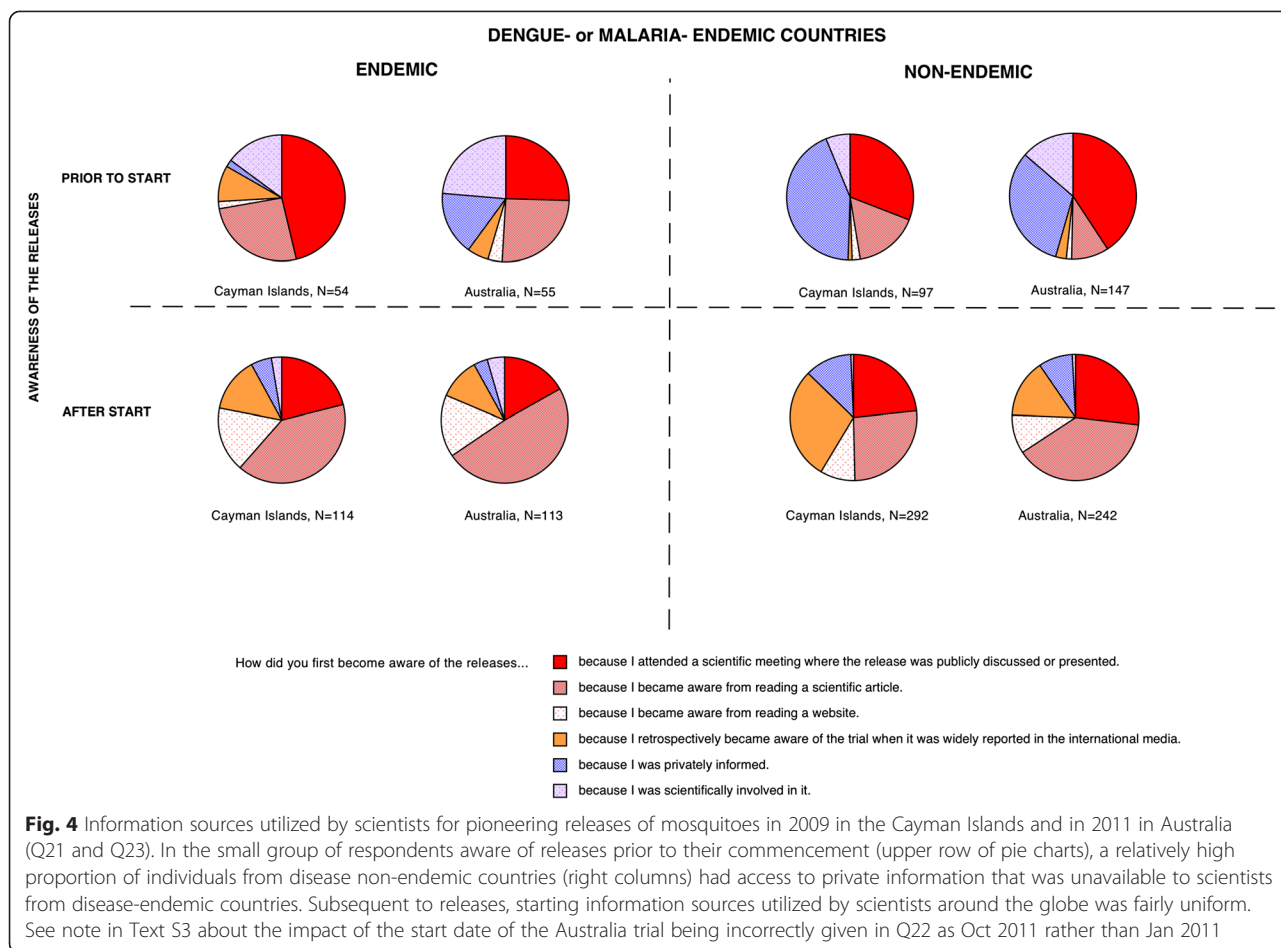 DENGUE- or MALARIA- ENDEMIC COUNTRIES
ENDEMIC
NON-ENDEMIC
AWARENESS OF THE RELEASES
PRIOR TO START
Cayman Islands, N=54
Australia, N=55
Cayman Islands, N=97
Australia, N=147
AFTER START
Cayman Islands, N=114
Australia, N=113
Cayman Islands, N=292
Australia, N=242
How did you first become aware of the releases...
because I attended a scientific meeting where the release was publicly discussed or presented.
because I became aware from reading a scientific article.
because I became aware from reading a website.
because I retrospectively became aware of the trial when it was widely reported in the international media.
because I was privately informed.
because I was scientifically involved in it.
Fig. 4 Information sources utilized by scientists for pioneering releases of mosquitoes in 2009 in the Cayman Islands and in 2011 in Australia
(Q21 and Q23). In the small group of respondents aware of releases prior to their commencement (upper row of pie charts), a relatively high
proportion of individuals from disease non-endemic countries (right columns) had access to private information that was unavailable to scientists
from disease-endemic countries. Subsequent to releases, starting information sources utilized by scientists around the globe was fairly uniform.
See note in Text S3 about the impact of the start date of the Australia trial being incorrectly given in Q22 as Oct 2011 rather than Jan 2011